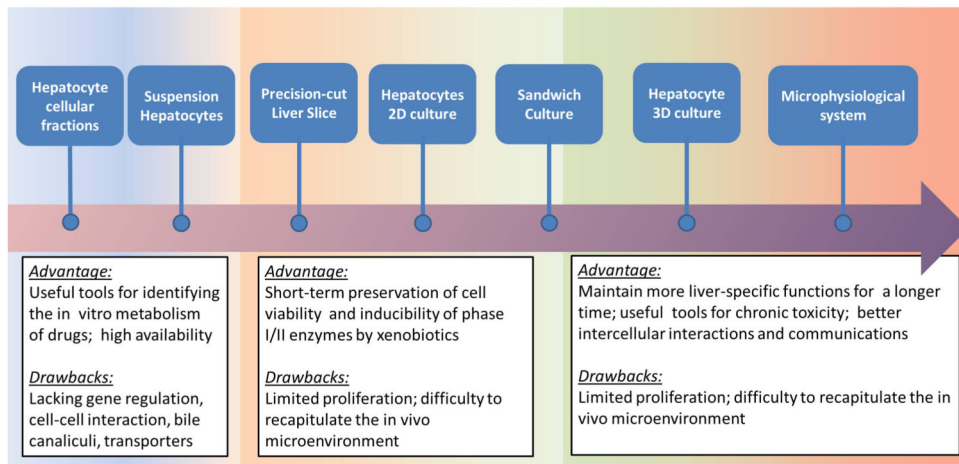 Hepatocyte
cellular
fractions
Suspension
Hepatocytes
Precision-cut
Liver Slice
Hepatocytes
2D culture
Sandwich
Culture
Hepatocyte
3D culture
Microphysiological
system
Advantage:
Useful tools for identifying
the in vitro metabolism
of drugs; high availability
Drawbacks:
Lacking gene regulation,
cell-cell interaction, bile
canaliculi, transporters
Advantage:
Short-term preservation of cell
viability and inducibility of phase
I/II enzymes by xenobiotics
Drawbacks:
Limited proliferation; difficulty to
recapitulate the in vivo
microenvironment
Advantage:
Maintain more liver-specific functions for a longer
time; useful tools for chronic toxicity; better
intercellular interactions and communications
Drawbacks:
Limited proliferation; difficulty to recapitulate the in
vivo microenvironment